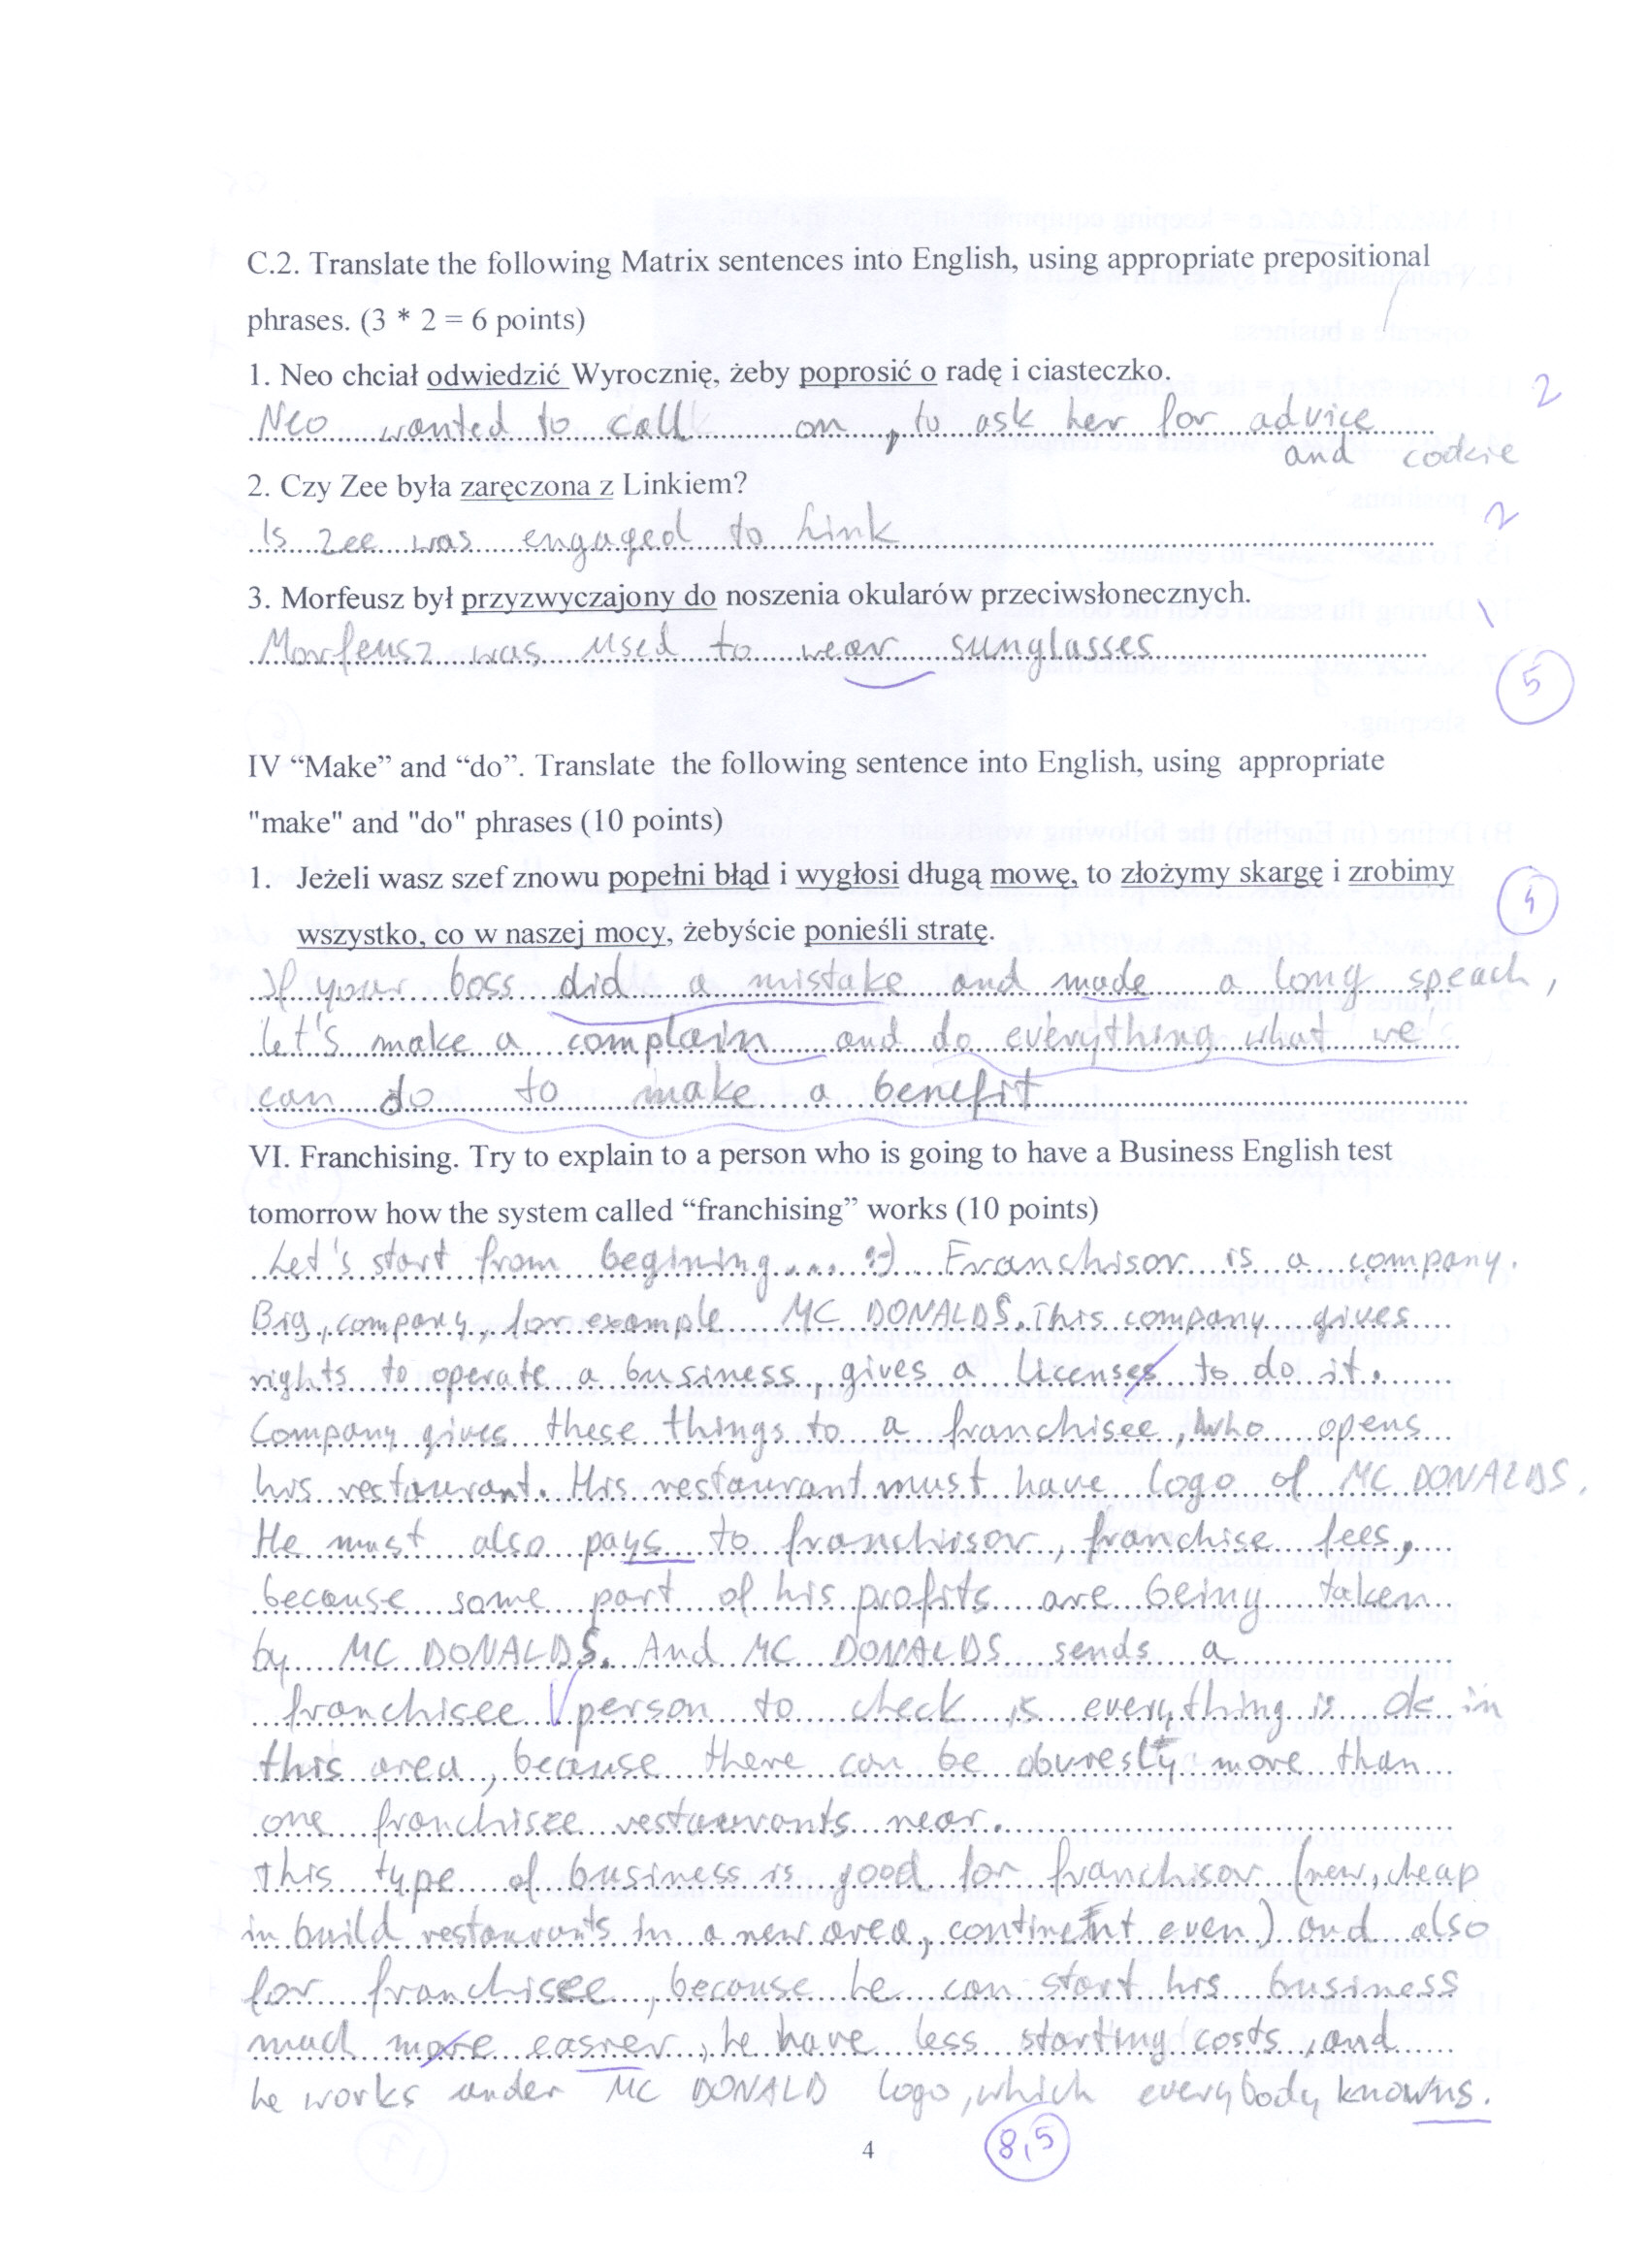 C.2. Translate the following Matrix sentences into English, using appropriate prepositional
phrases. (3 * 2 = 6 points)
1. Neo chciał odwiedzić Wyrocznię, żeby poprosić o radę i ciasteczko.
2
Neo wanted to call on , to ask her for advice
and cookie
2. Czy Zee była zaręczona z Linkiem?
2
Is Zee was engaged to Link
3. Morfeusz był przyzwyczajony do noszenia okularów przeciwsłonecznych.
1
Morfeusz was used to wear sunglasses
5
IV “Make” and “do”. Translate the following sentence into English, using appropriate
"make" and "do" phrases (10 points)
1. Jeżeli wasz szef znowu popełni błąd i wygłosi długą mowę, to złożymy skargę i zrobimy
4
wszystko, co w naszej mocy, żebyście ponieśli stratę.
If your boss did a mistake and made a long speach,
let's make a complain and do everything what we
can do to make a benefit
VI. Franchising. Try to explain to a person who is going to have a Business English test
tomorrow how the system called “franchising” works (10 points)
Let's start from begining.... :-) Franchisor is a company.
Big, company, for example MC DONALDS. This company gives
rights to operate a business, gives a licenses to do it.
Company gives these things to a franchisee, who opens
his restaurant. His restaurant must have logo of MC DONALDS.
He must also pays to franchisor, franchise fees,
because some part of his profits are being taken
by MC DONALDS. And MC DONALDS sends a
franchisee person to check is everything is ok in
this area, because there can be more than
one franchisee restaurants near.
This type of business is good for franchisor (new, cheap
in build restaurants in a new area, continent even) and also
for franchisee, because he can start his business
much more easier, he have less starting costs, and
he works under MC DONALD logo, which everybody knowns.
4
8,5